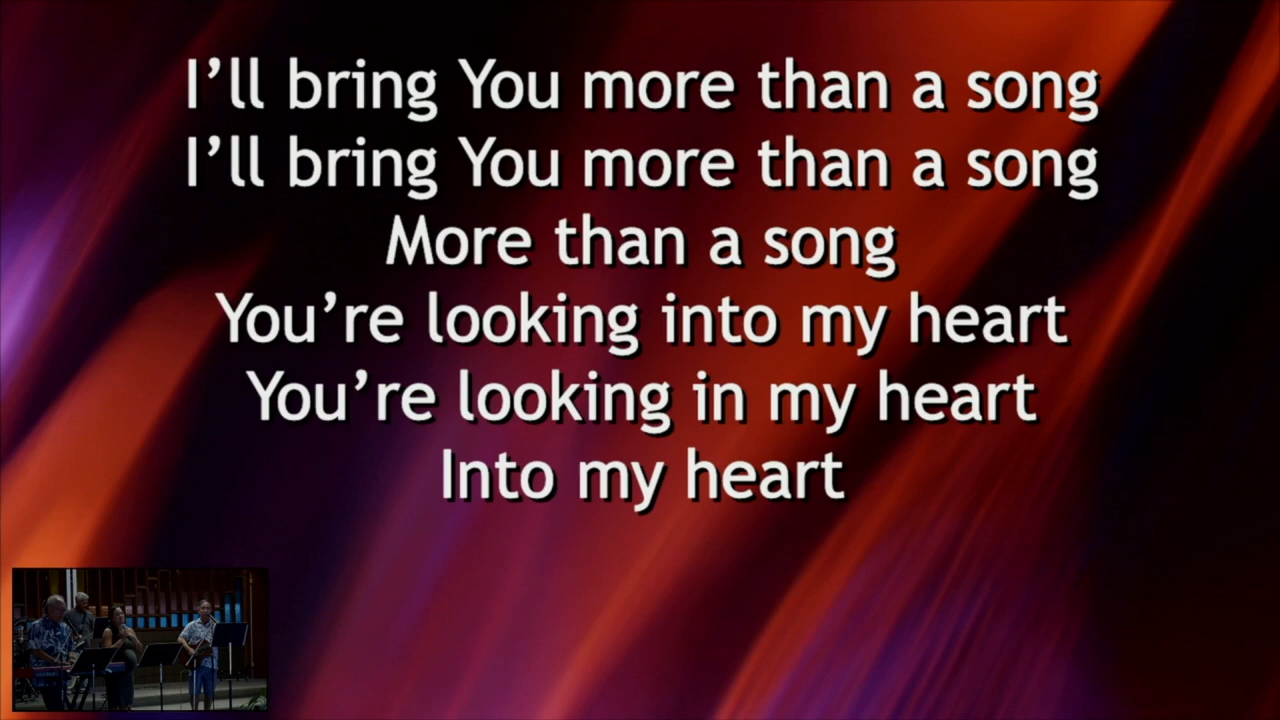 I’ll bring You more than a song
I’ll bring You more than a song
More than a song
You’re looking into my heart
You’re looking in my heart
Into my heart